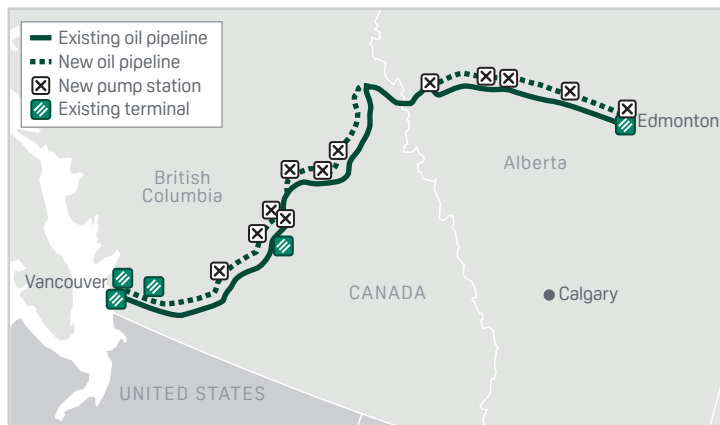 Existing oil pipeline
New oil pipeline
New pump station
Existing terminal
Edmonton
British
Columbia
Alberta
Vancouver
CANADA
Calgary
UNITED STATES